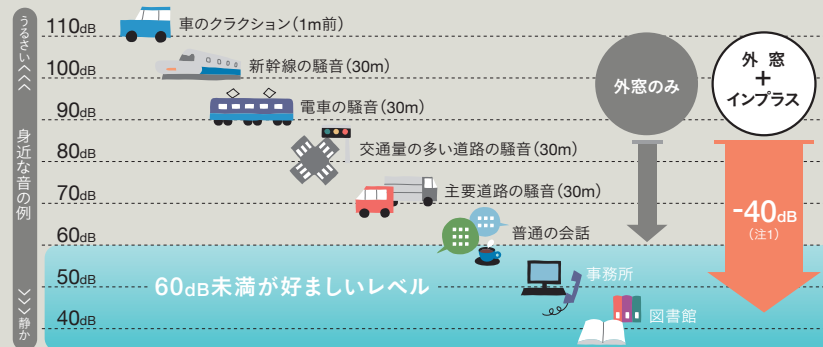 うるさい
身近な音の例
静か
110dB
車のクラクション(1m前)
100dB
新幹線の騒音(30m)
90dB
電車の騒音(30m)
80dB
交通量の多い道路の騒音(30m)
70dB
主要道路の騒音(30m)
60dB
普通の会話
50dB
60dB未満が好ましいレベル
事務所
40dB
図書館
外窓のみ
外窓
+
インプラス
-40dB
(注1)